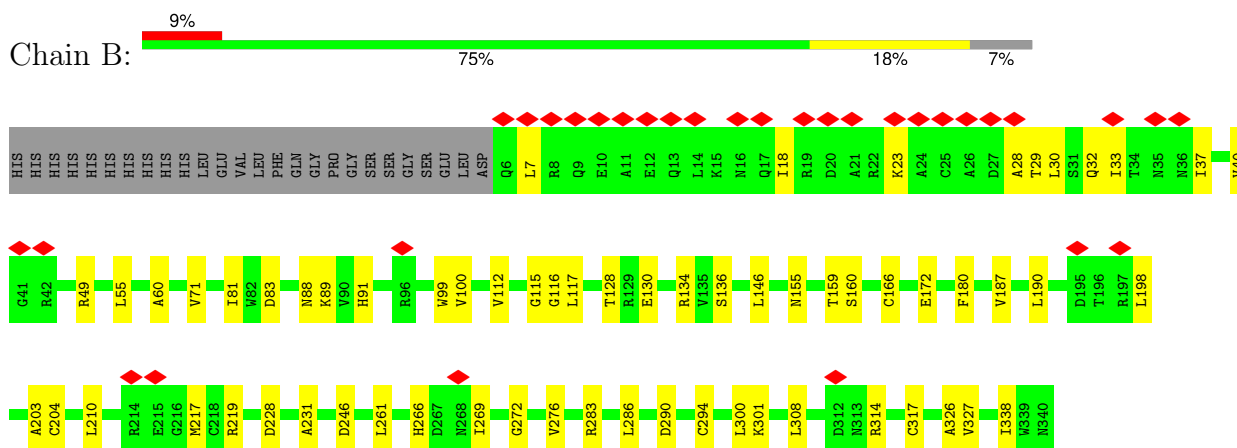 9%
Chain B:
75% 18% 7%
HIS HIS HIS HIS HIS HIS HIS HIS HIS HIS LEU GLU VAL LEU PHE GLN GLY PRO GLY SER SER GLY SER GLU LEU ASP Q6 L7 R8 Q9 E10 A11 E12 Q13 L14 K15 N16 Q17 I18 R19 D20 A21 R22 K23 A24 C25 A26 D27 A28 T29 L30 S31 Q32 I33 T34 N35 N36 I37
G41 R42 R49 L55 A60 V71 I81 W82 D83 N88 K89 V90 H91 R96 W99 V100 V112 G115 G116 L117 T128 R129 E130 R134 V135 S136 L146 N155 T159 S160 C166 E172 F180 V187 L190 D195 T196 R197 L198
A203 C204 L210 R214 E215 G216 M217 C218 R219 D228 A231 D246 L261 H266 D267 N268 I269 G272 V276 R283 L286 D290 C294 L300 K301 L308 D312 N313 R314 C317 A326 V327 I338 W339 N340